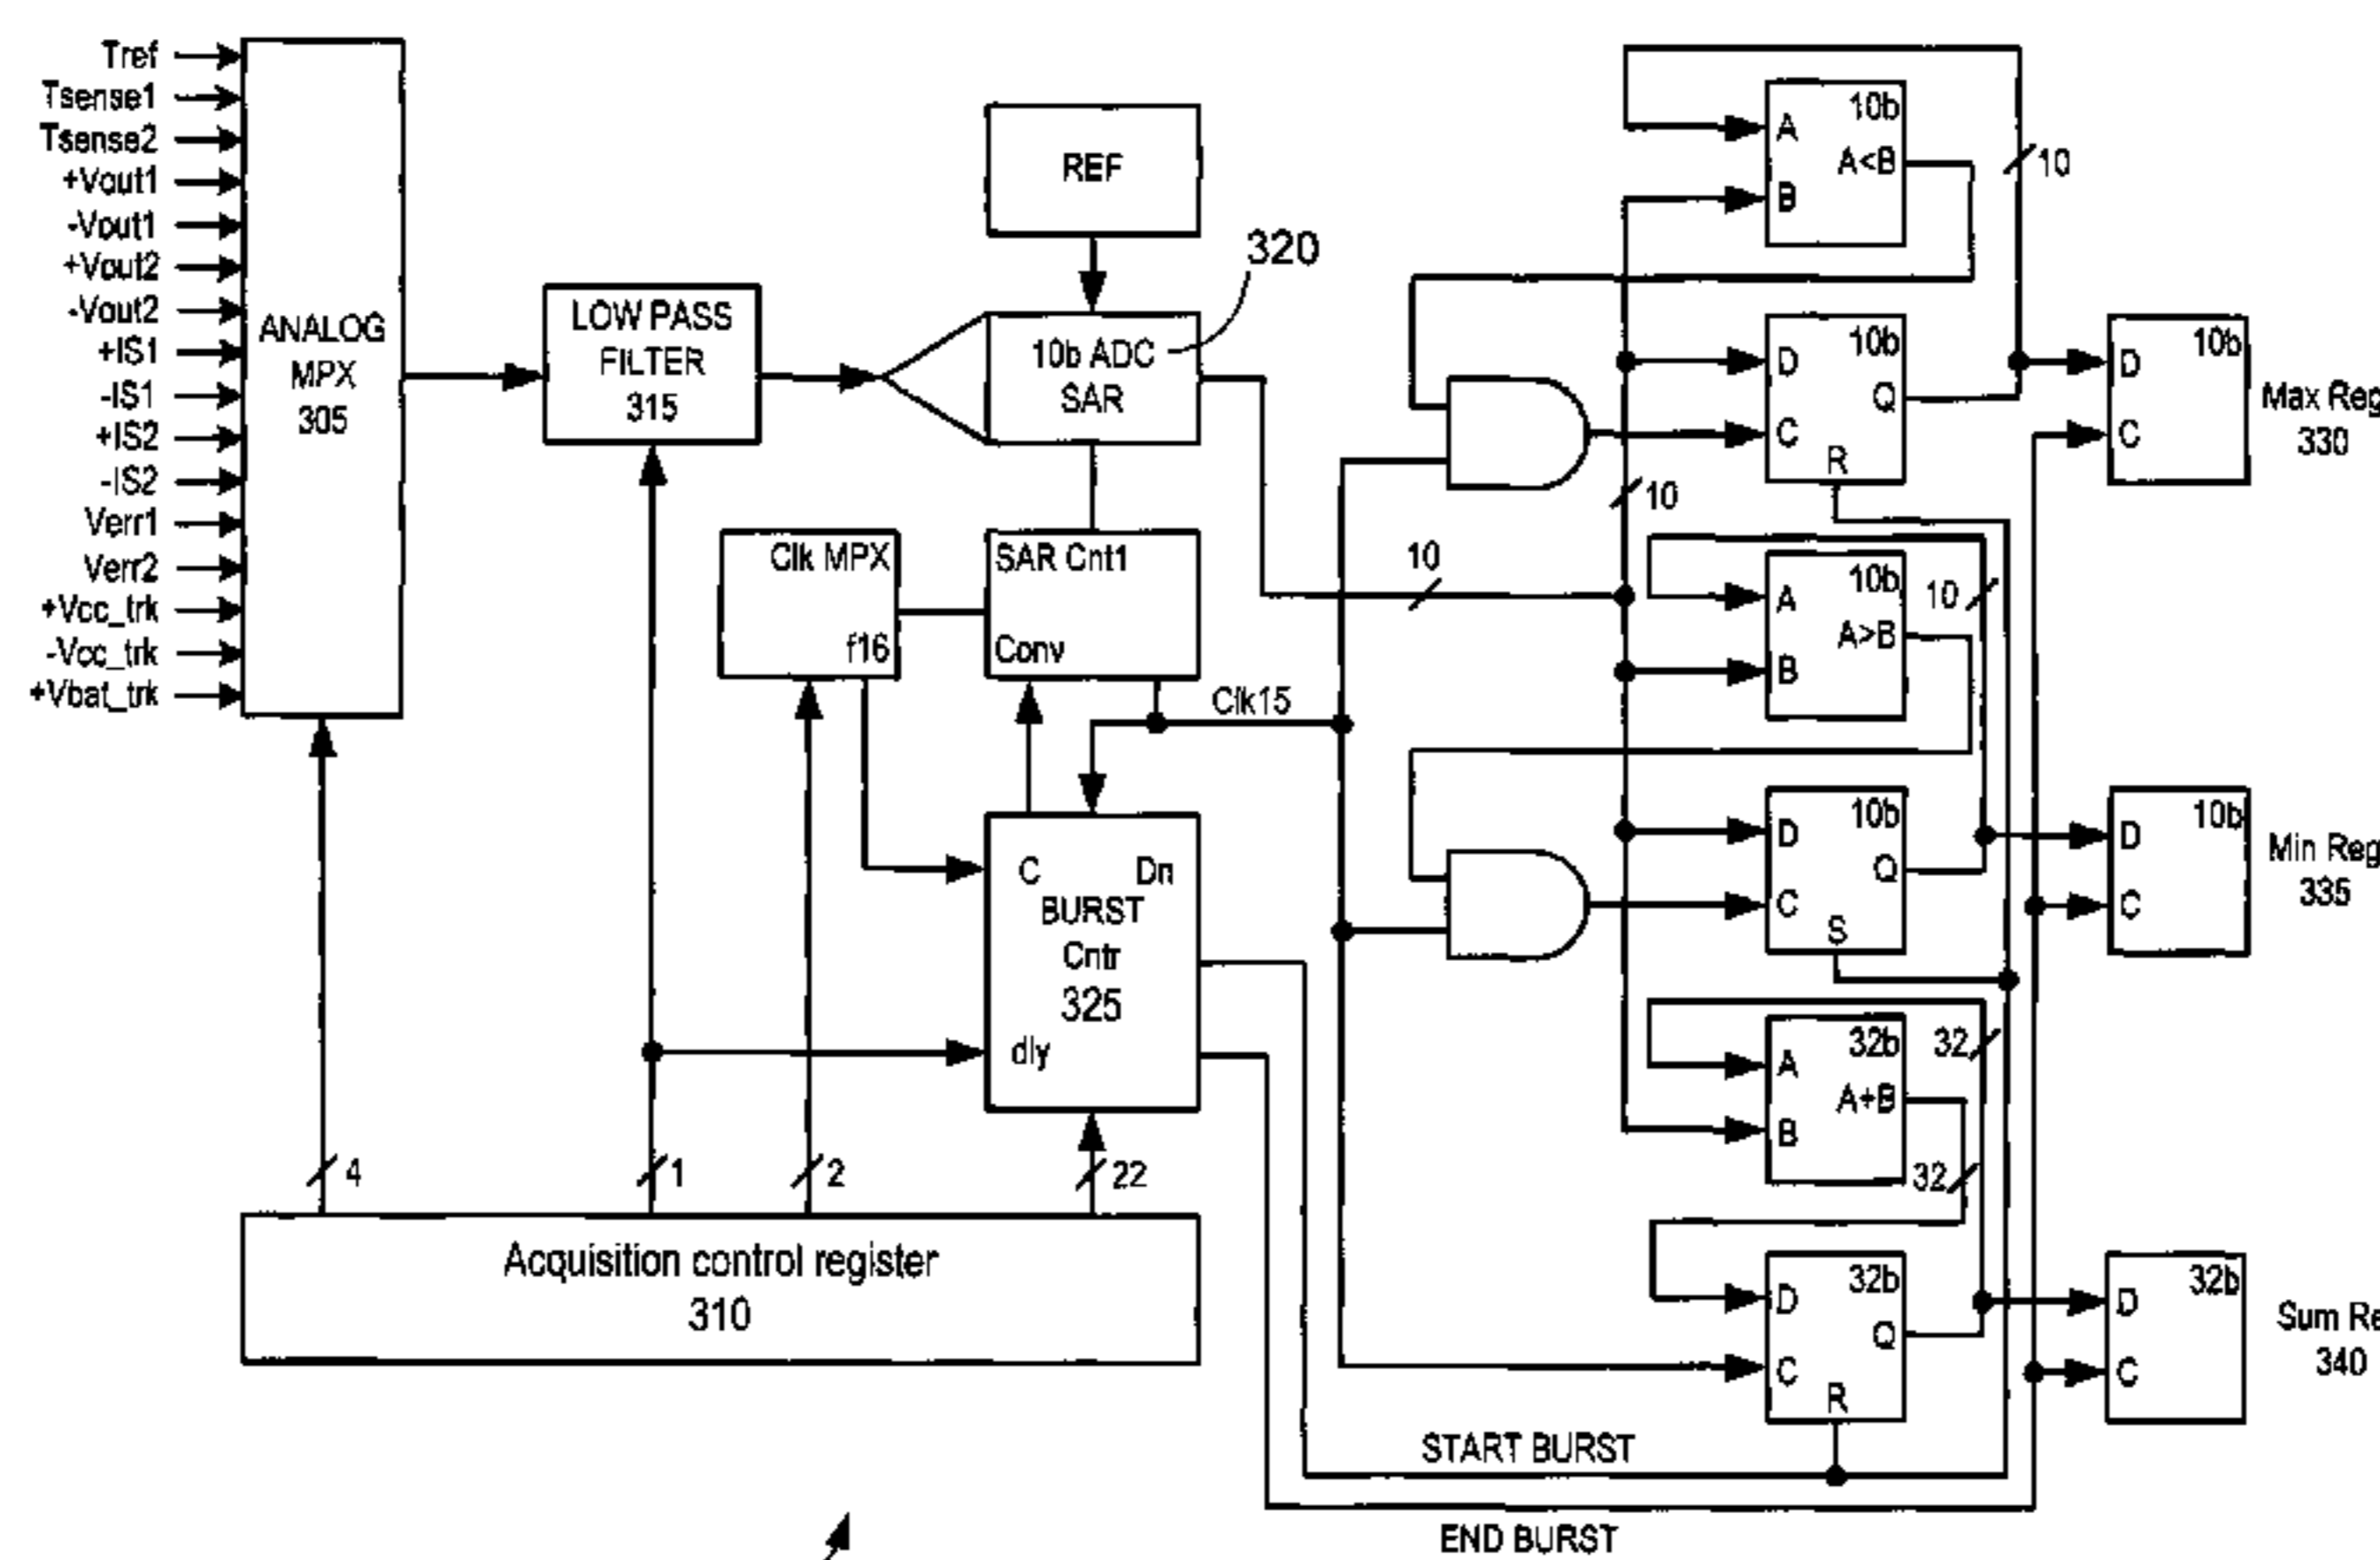 Tref
Tsense1
Tsense2
+Vout1
-Vout1
+Vout2
-Vout2
+IS1
-IS1
+IS2
-IS2
Verr1
Verr2
+Vcc_trk
-Vcc_trk
+Vbat_trk
ANALOG
MPX
305
LOW PASS
FILTER
315
REF
320
10b ADC
SAR
Clk MPX
f16
SAR Cnt1
Conv
Clk15
C
Dn
BURST
Cntr
325
dly
4
1
2
22
Acquisition control register
310
10
10
10b
A
A<B
B
10
10b
D
Q
C
R
10b
D
C
Max Reg
330
10b
A
A>B
B
10
10b
D
Q
C
S
10b
D
C
Min Reg
335
32b
A
A+B
B
32
32
32b
D
Q
C
R
32b
D
C
Sum Re
340
START BURST
END BURST